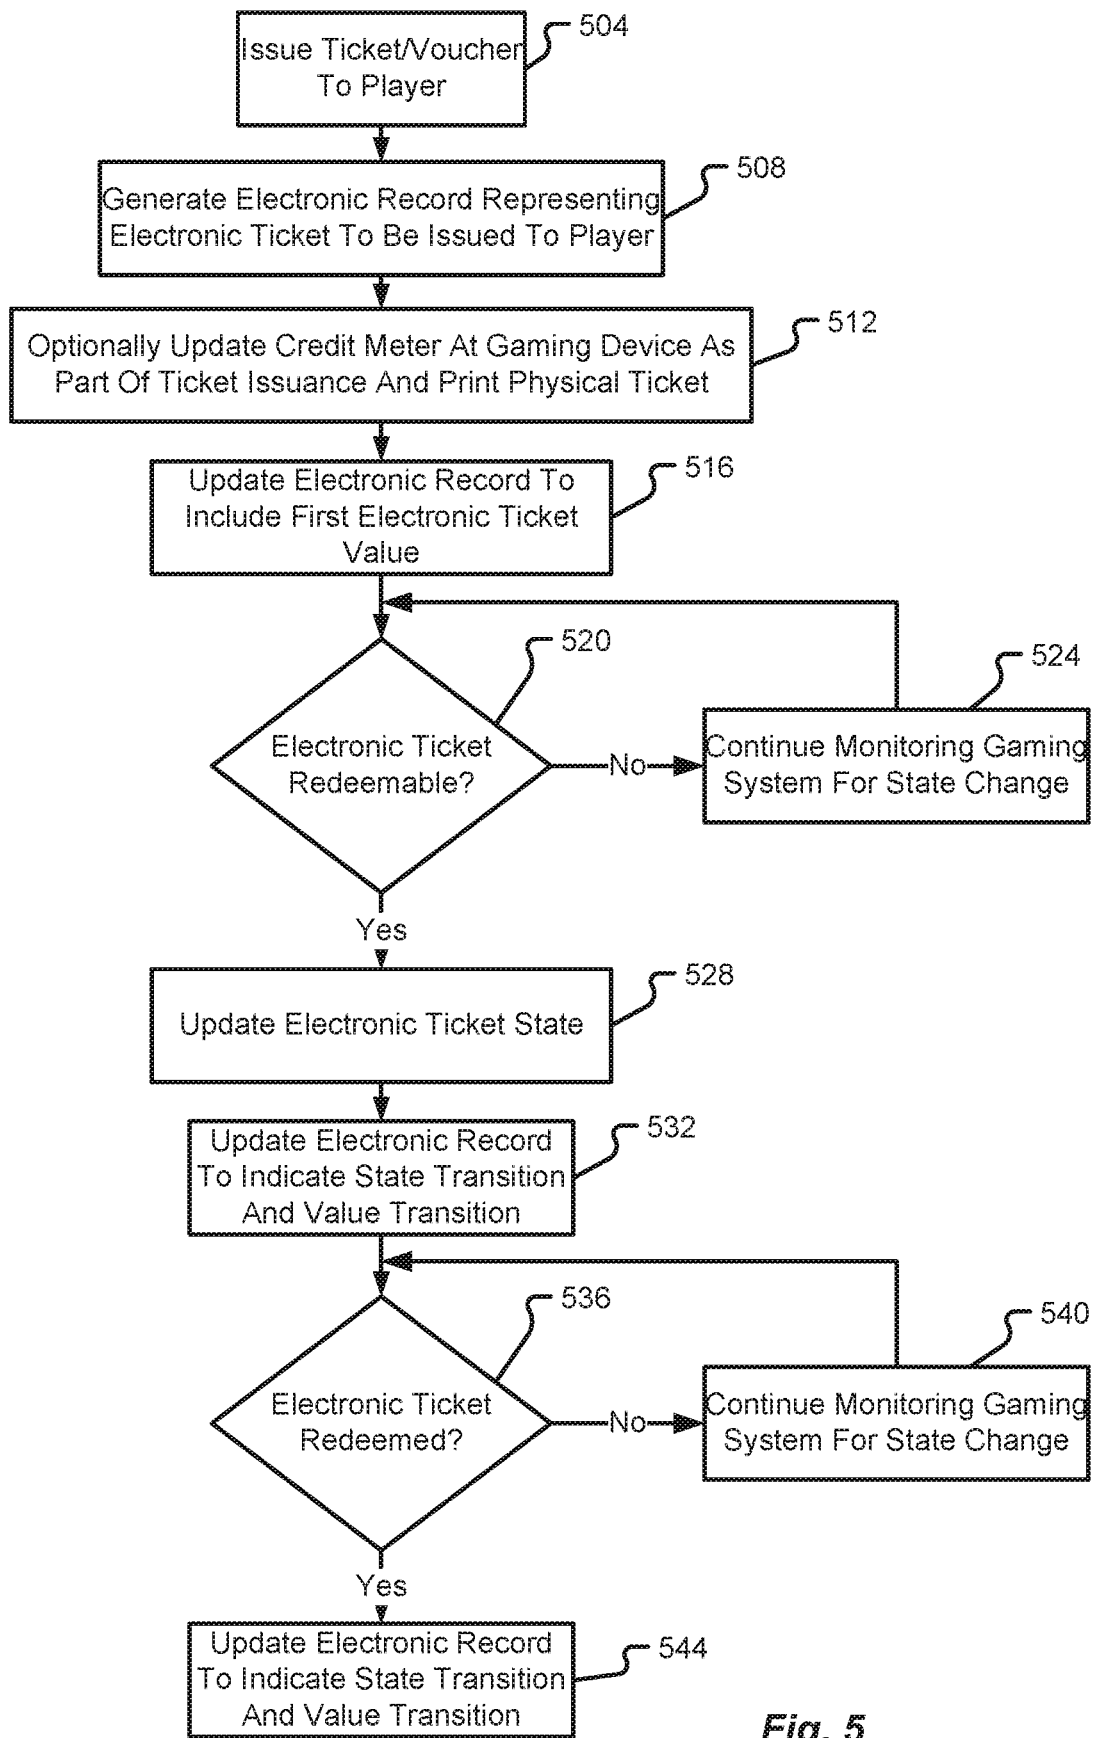 504
Issue Ticket/Voucher
To Player
508
Generate Electronic Record Representing
Electronic Ticket To Be Issued To Player
512
Optionally Update Credit Meter At Gaming Device As
Part Of Ticket Issuance And Print Physical Ticket
516
Update Electronic Record To
Include First Electronic Ticket
Value
520
524
Electronic Ticket
Redeemable?
No
Continue Monitoring Gaming
System For State Change
Yes
528
Update Electronic Ticket State
532
Update Electronic Record
To Indicate State Transition
And Value Transition
536
540
Electronic Ticket
Redeemed?
No
Continue Monitoring Gaming
System For State Change
Yes
544
Update Electronic Record
To Indicate State Transition
And Value Transition
Fig. 5